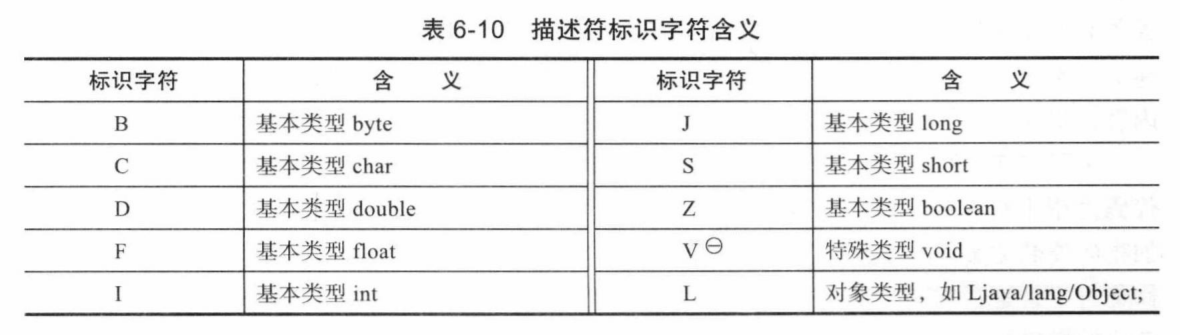 表 6-10 描述符标识字符含义
标识字符 含 义 标识字符 含 义
B 基本类型 byte J 基本类型 long
C 基本类型 char S 基本类型 short
D 基本类型 double Z 基本类型 boolean
F 基本类型 float V ⊖ 特殊类型 void
I 基本类型 int L 对象类型，如 Ljava/lang/Object;